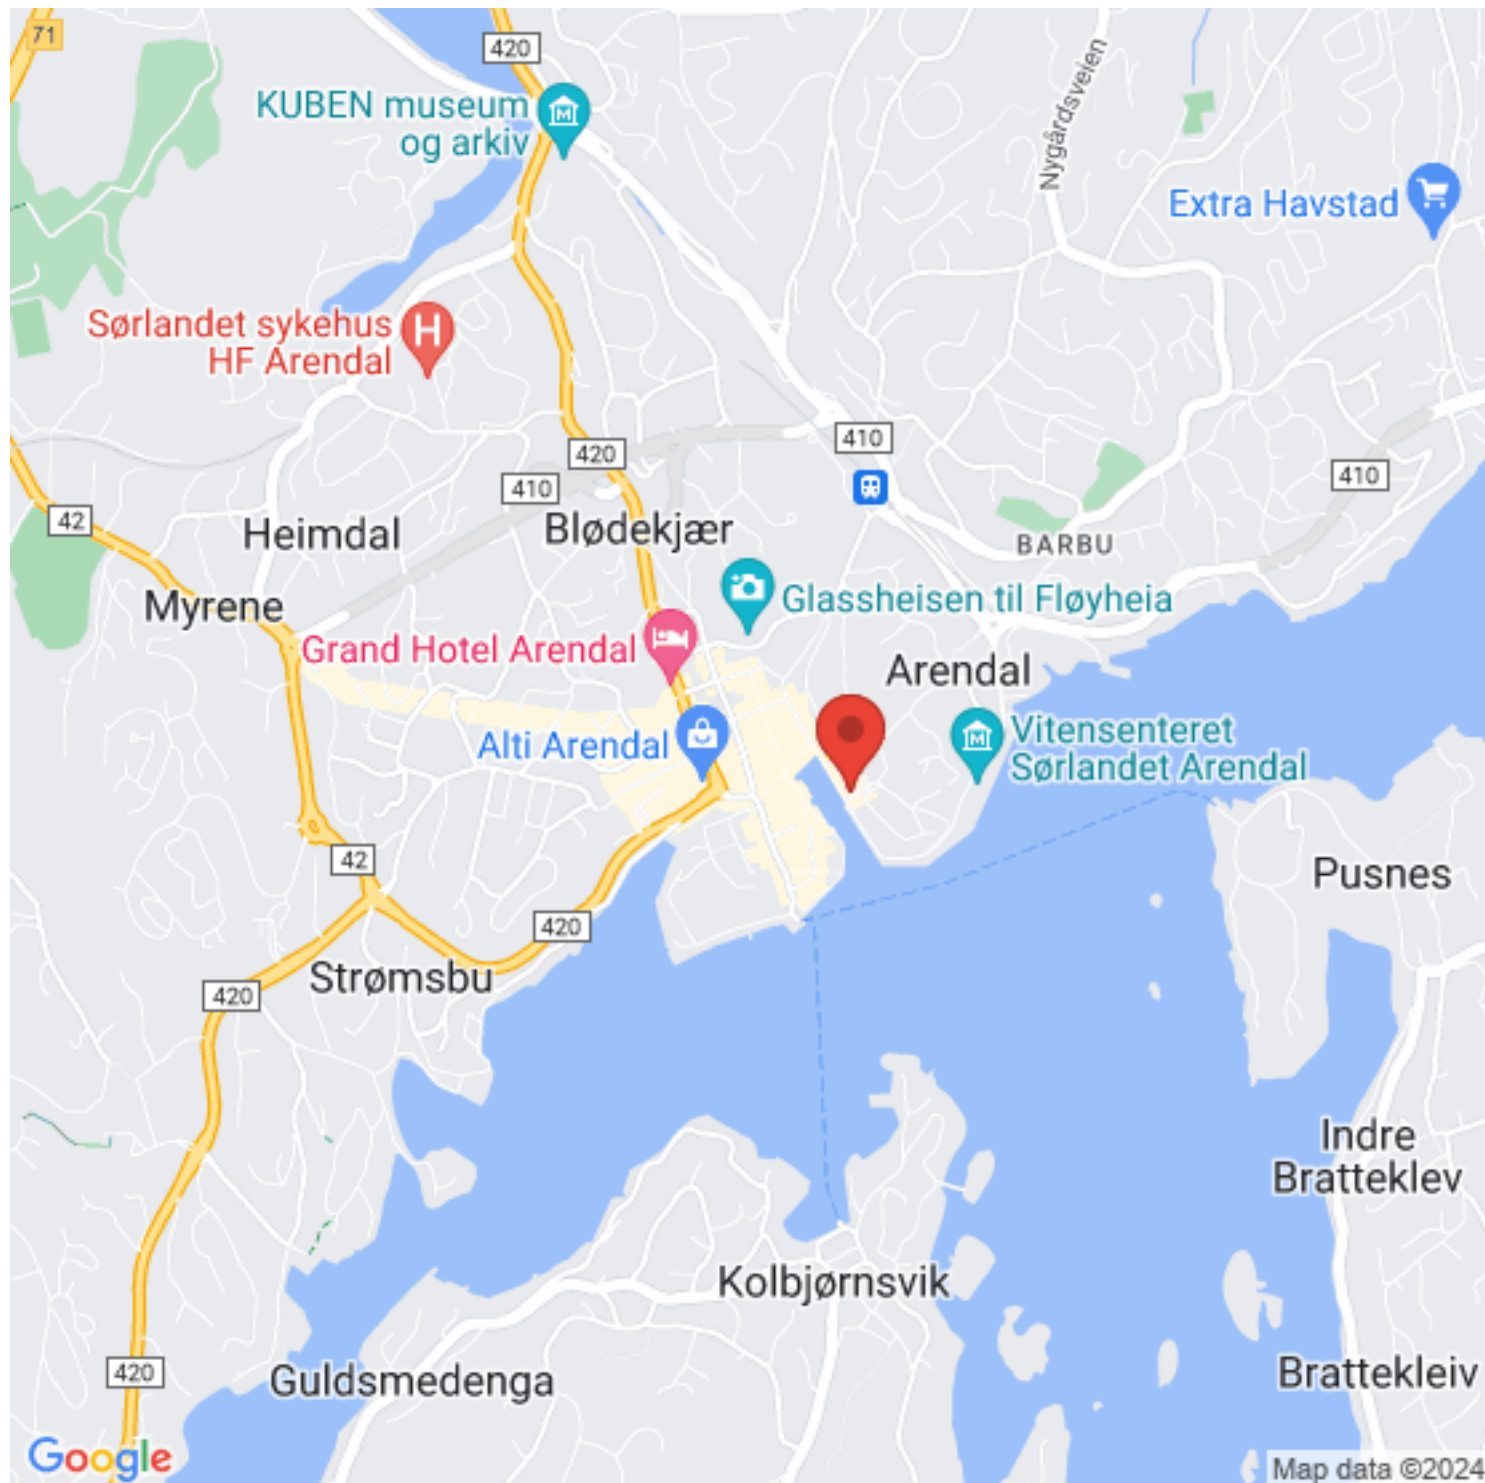 71
420
KUBEN museum
og arkiv
Nygårdsveien
Extra Havstad
Sørlandet sykehus
HF Arendal
H
410
420
410
410
42
Heimdal
Blødekjær
BARBU
Myrene
Glassheisen til Fløyheia
Grand Hotel Arendal
Arendal
Alti Arendal
Vitensenteret
Sørlandet Arendal
42
Pusnes
420
Strømsbu
420
Indre
Bratteklev
Kolbjørnsvik
Guldsmedenga
Brattekleiv
420
Google
Map data ©2024